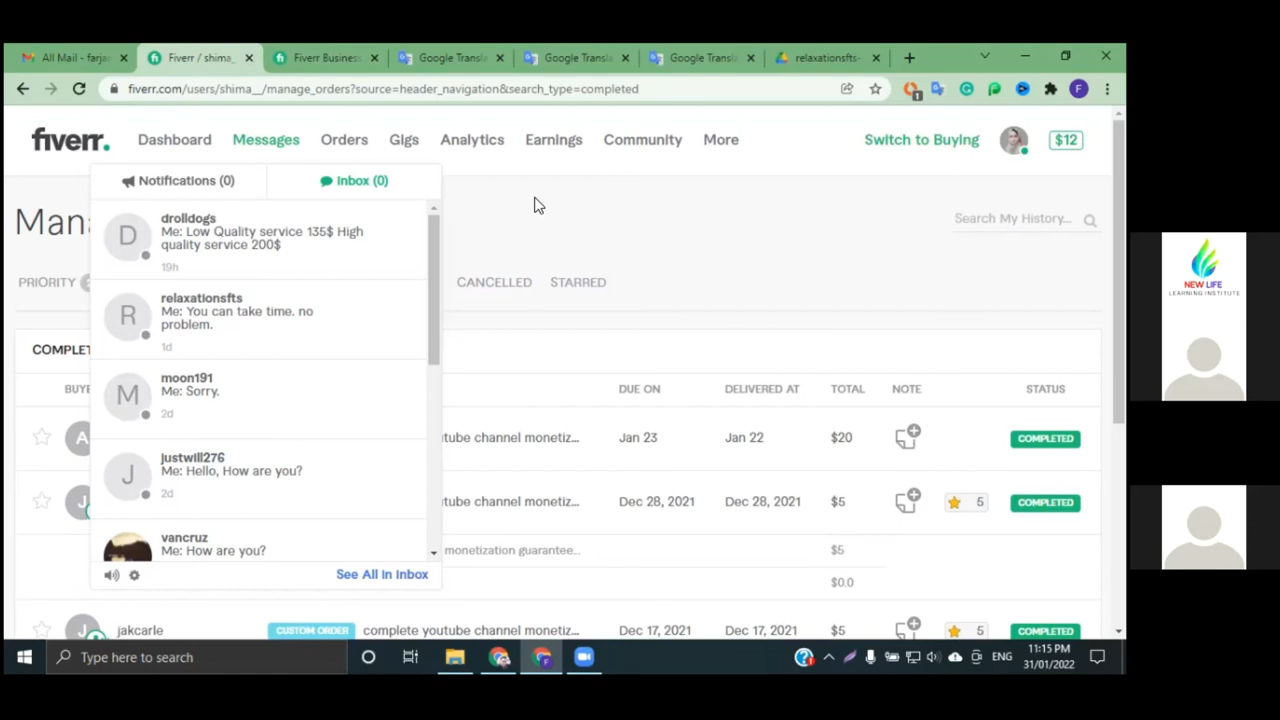 All Mail - farjar
Fiverr / shima_
Fiverr Business
Google Transla
Google Transla
Google Transla
relaxationsfts-
fiverr.com/users/shima__/manage_orders?source=header_navigation&search_type=completed
1
F
fiverr.
Dashboard
Messages
Orders
Gigs
Analytics
Earnings
Community
More
Switch to Buying
$12
Notifications (0)
Inbox (0)
Mana
Search My History...
D
drolldogs
Me: Low Quality service 135$ High
quality service 200$
19h
PRIORITY
CANCELLED
STARRED
R
relaxationsfts
Me: You can take time. no
problem.
1d
COMPLET
M
moon191
Me: Sorry.
2d
BUYE
DUE ON
DELIVERED AT
TOTAL
NOTE
STATUS
A
utube channel monetiz...
Jan 23
Jan 22
$20
COMPLETED
J
justwill276
Me: Hello, How are you?
2d
J
utube channel monetiz...
Dec 28, 2021
Dec 28, 2021
$5
5
COMPLETED
vancruz
Me: How are you?
monetization guarantee...
$5
See All in Inbox
$0.0
J
jakcarle
CUSTOM ORDER
complete youtube channel monetiz...
Dec 17, 2021
Dec 17, 2021
$5
5
COMPLETED
Type here to search
F
ENG
11:15 PM
31/01/2022
NEW LIFE
LEARNING INSTITUTE